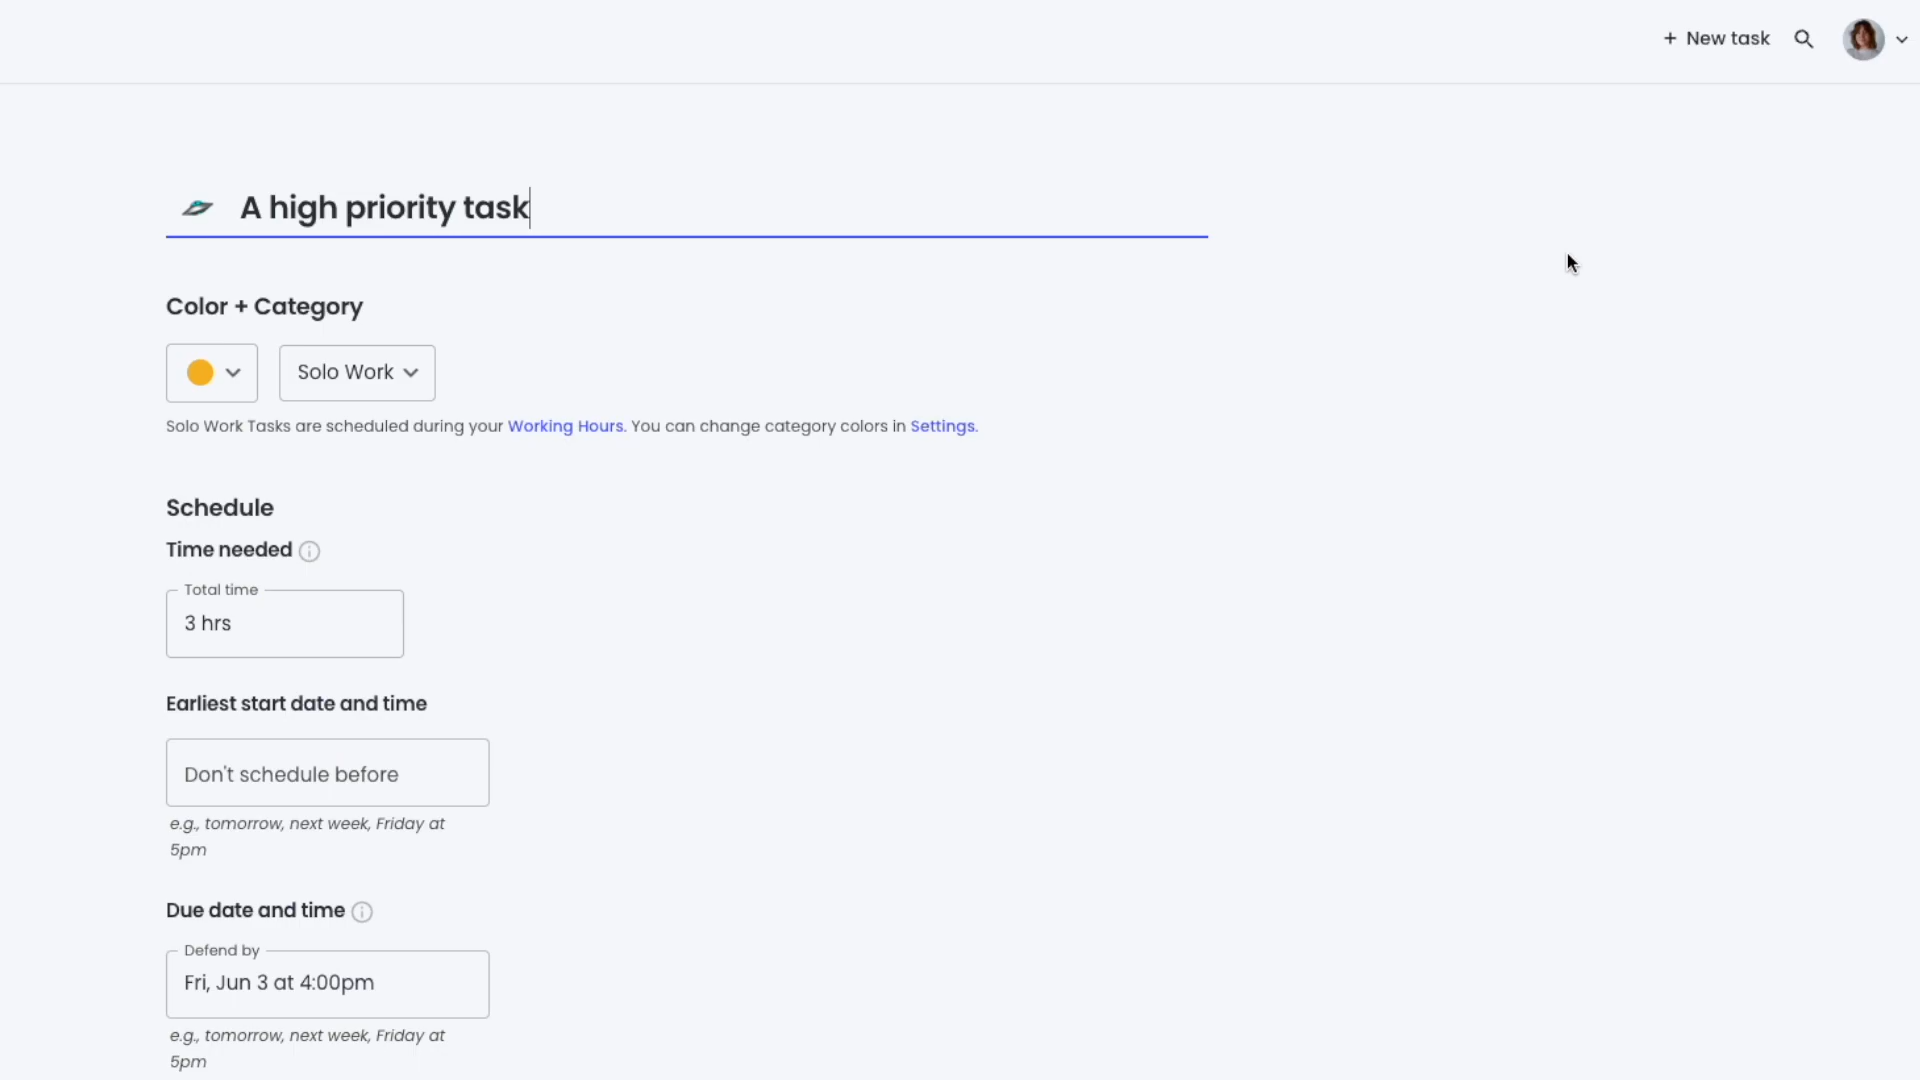 + New task
A high priority task
Color + Category
Solo Work
Solo Work Tasks are scheduled during your Working Hours. You can change category colors in Settings.
Schedule
Time needed
Total time
3 hrs
Earliest start date and time
Don't schedule before
e.g., tomorrow, next week, Friday at
5pm
Due date and time
Defend by
Fri, Jun 3 at 4:00pm
e.g., tomorrow, next week, Friday at
5pm